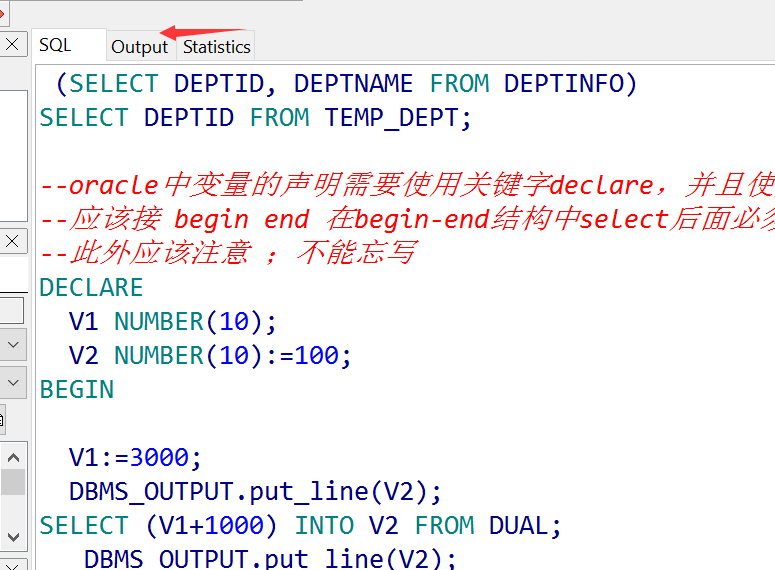 SQL Output Statistics
(SELECT DEPTID, DEPTNAME FROM DEPTINFO)
SELECT DEPTID FROM TEMP_DEPT;
--oracle中变量的声明需要使用关键字declare，并且使
--应该接 begin end 在begin-end结构中select后面必须
--此外应该注意 ；不能忘写
DECLARE
V1 NUMBER(10);
V2 NUMBER(10):=100;
BEGIN
V1:=3000;
DBMS_OUTPUT.put_line(V2);
SELECT (V1+1000) INTO V2 FROM DUAL;
DBMS_OUTPUT.put_line(V2);